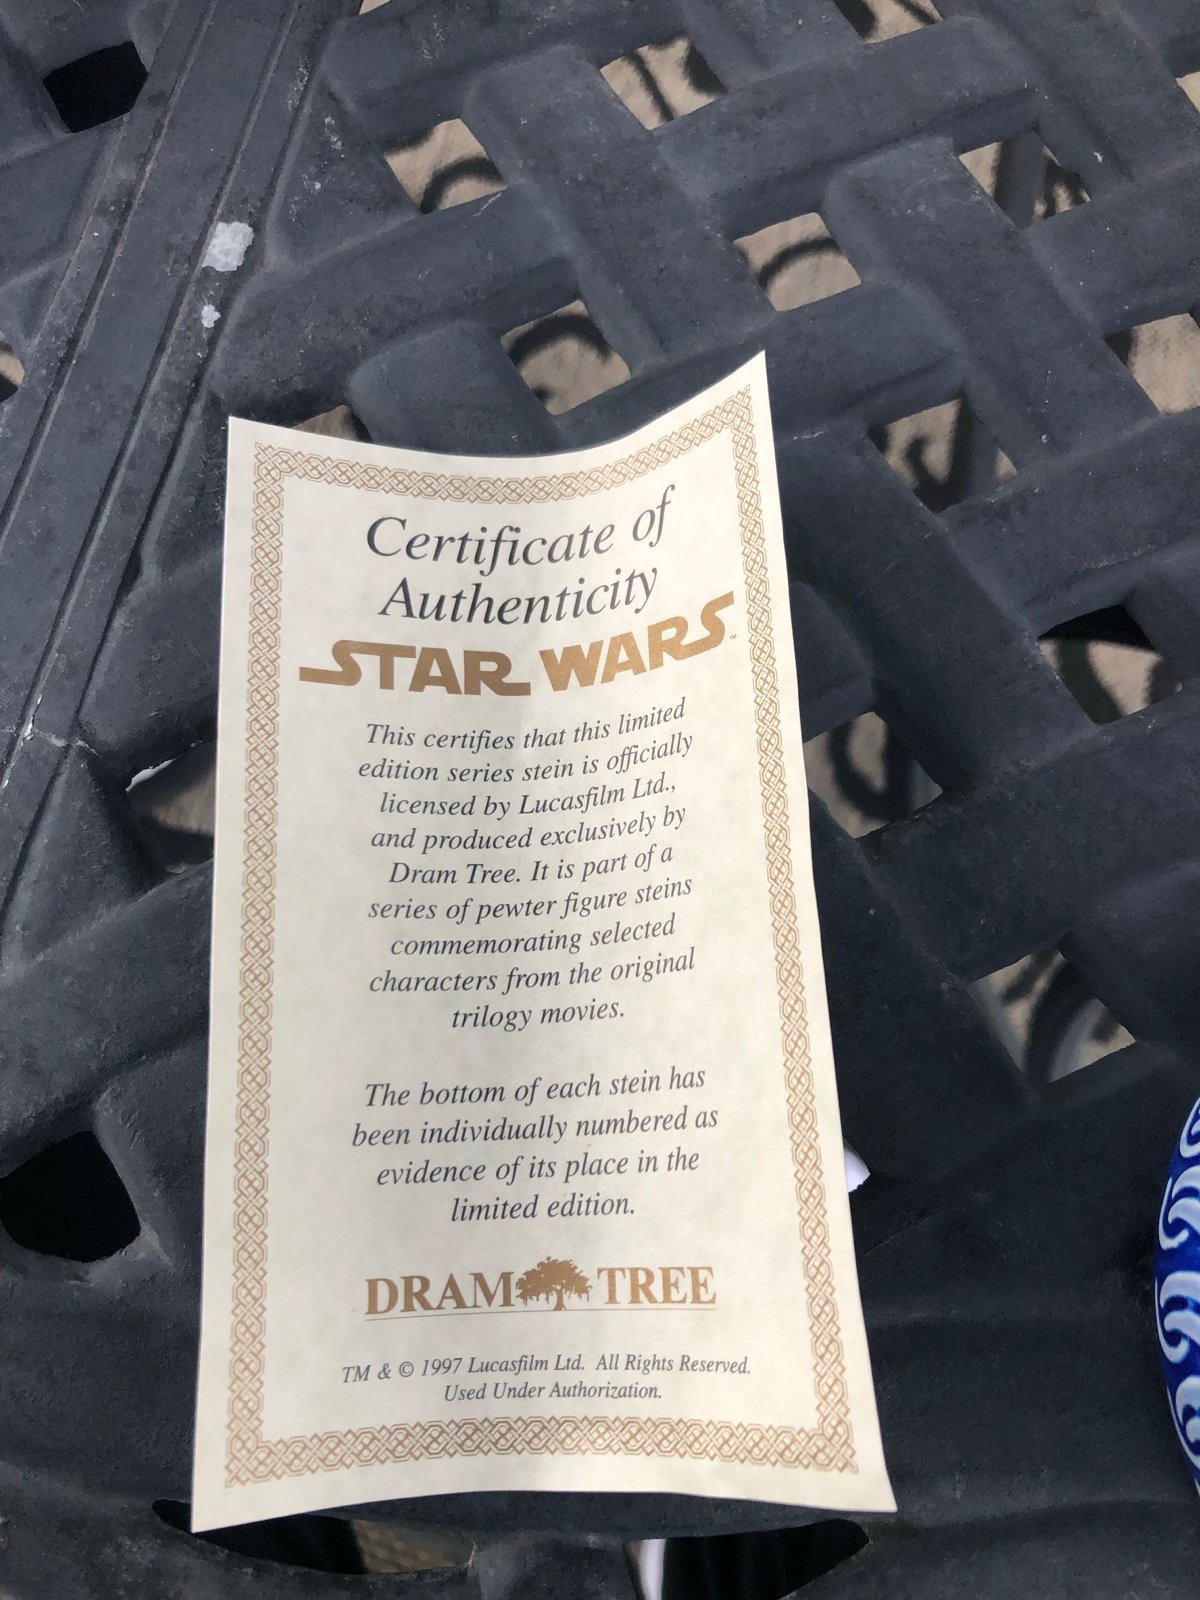 Certificate of
Authenticity
STAR WARS™
This certifies that this limited
edition series stein is officially
licensed by Lucasfilm Ltd.,
and produced exclusively by
Dram Tree. It is part of a
series of pewter figure steins
commemorating selected
characters from the original
trilogy movies.
The bottom of each stein has
been individually numbered as
evidence of its place in the
limited edition.
DRAM TREE
TM & © 1997 Lucasfilm Ltd. All Rights Reserved.
Used Under Authorization.